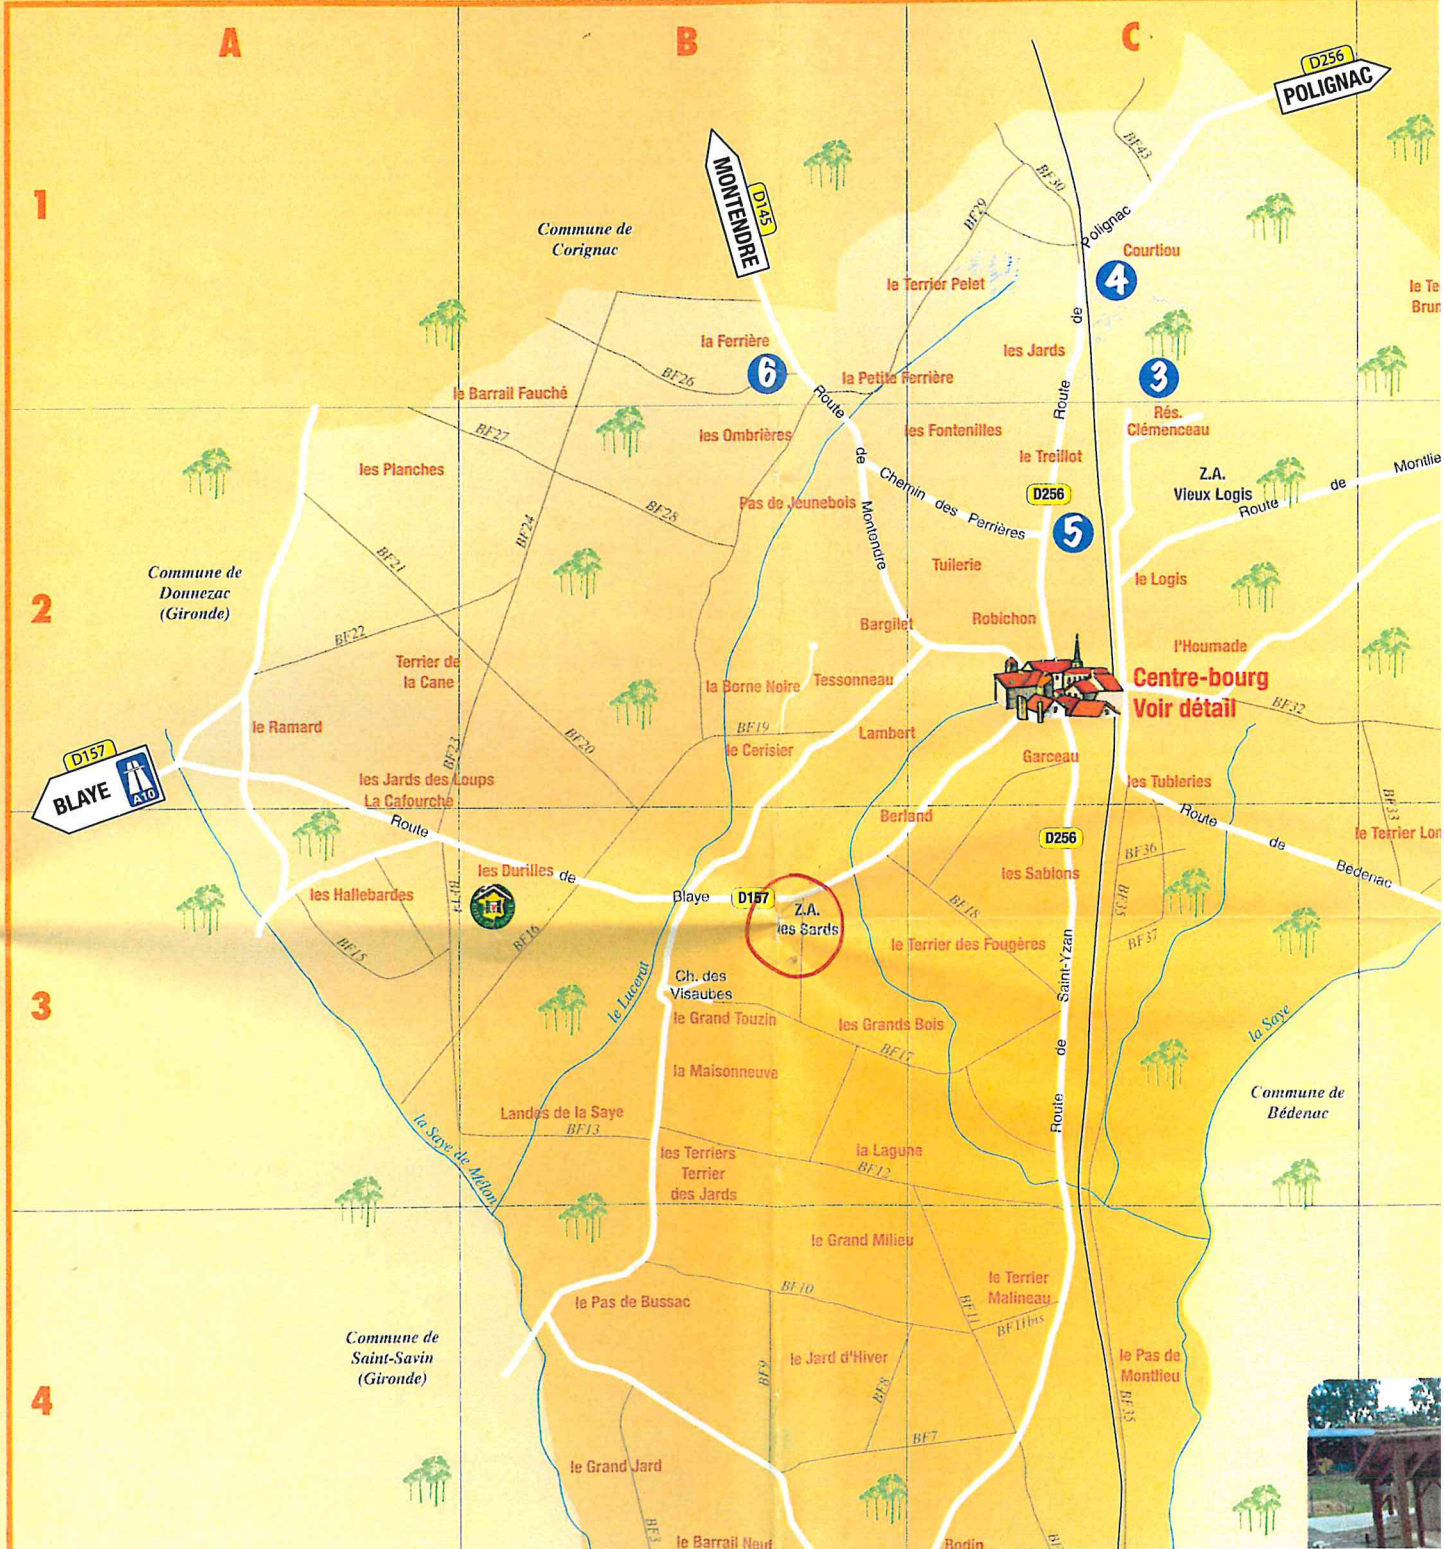 A
B
C
D256
POLIGNAC
BF43
MONTENDRE
D145
1
BF30
BF29
Polignac
Commune de
Corignac
Courtiou
4
le Terrier Pelet
de
la Ferrière
les Jards
6
3
BF26
la Petite Ferrière
le Barrail Fauché
Route
Route
Rés.
Clémenceau
BF27
les Ombrières
les Fontenilles
de
le Treillot
les Planches
Z.A.
Vieux Logis
Route
de
Chemin des Perrières
D256
Pas de Jeunebois
BF28
Montendre
5
BF24
BF21
Tuilerie
Commune de
Donnezac
(Gironde)
le Logis
2
Bargilet
Robichon
BF22
l'Houmade
Terrier de
la Cane
Tessonneau
la Borne Noire
Centre-bourg
Voir détail
BF32
le Ramard
BF19
Lambert
BF20
le Cerisier
BF23
D157
BLAYE
A10
Garceau
les Jards des Loups
La Cafourche
les Tubleries
BF33
Route
Berland
Route
de
Bédenac
D256
BF36
les Durilles
de
les Sablons
les Hallebardes
Blaye
D157
BF35
Z.A.
les Sards
BF18
BF16
BF15
BF37
le Terrier des Fougères
Saint-Yzan
Ch. des
Visaubes
le Lucerat
3
le Grand Touzin
les Grands Bois
la Saye
de
BF17
la Maisonneuve
Commune de
Bédenac
Landes de la Saye
BF13
Route
la Saye de Mélon
les Terriers
Terrier
des Jards
la Lagune
BF12
le Grand Milieu
le Terrier
Malineau
BF10
BF11
le Pas de Bussac
BF11bis
Commune de
Saint-Savin
(Gironde)
le Jard d'Hiver
le Pas de
Montlieu
BF9
BF8
4
BF35
BF7
le Grand Jard
BF3
le Barrail Neuf
Bodin